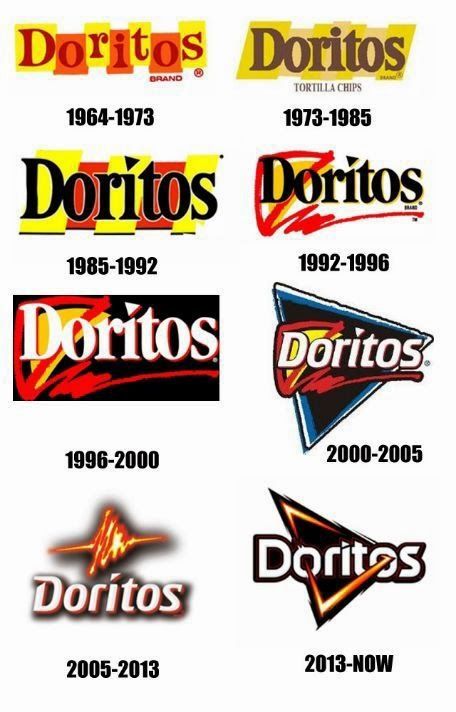 Doritos Doritos
BRAND ® BRAND ®
TORTILLA CHIPS
1964-1973 1973-1985
Doritos Doritos
BRAND
TM
1985-1992 1992-1996
Doritos Doritos
1996-2000 2000-2005
Doritos Doritos
2005-2013 2013-NOW